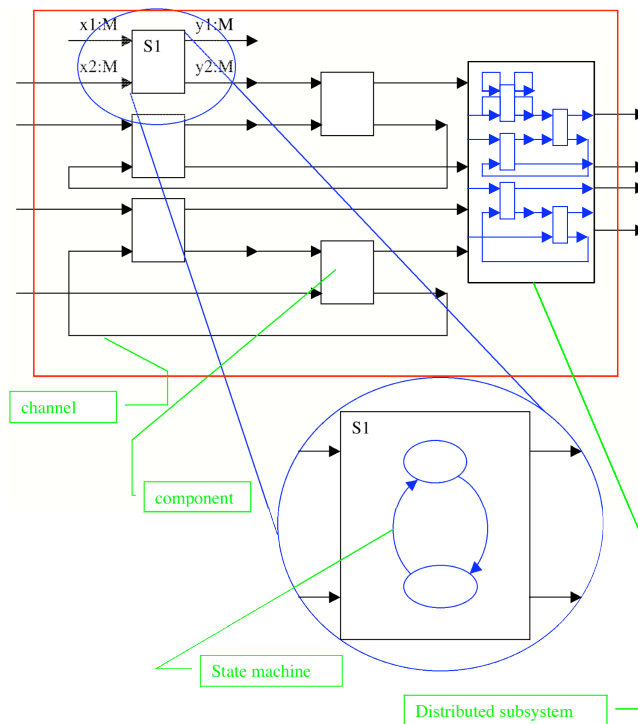 x1:M
y1:M
S1
x2:M
y2:M
channel
S1
component
State machine
Distributed subsystem